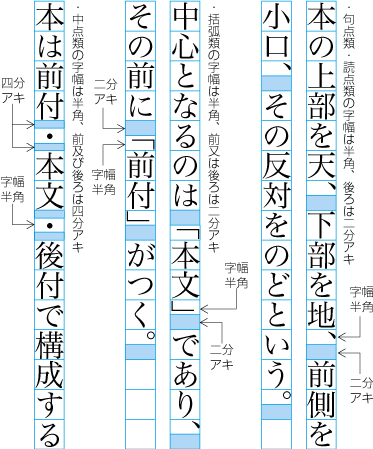 ・句点類・読点類の字幅は半角、後ろは二分アキ
本の上部を天、下部を地、前側を
字幅
半角
二分
アキ
小口、その反対をのどという。
・括弧類の字幅は半角、前又は後ろは二分アキ
中心となるのは「本文」であり、
字幅
半角
二分
アキ
その前に「前付」がつく。
二分
アキ
字幅
半角
・中点類の字幅は半角、前及び後ろは四分アキ
本は前付・本文・後付で構成する
四分
アキ
字幅
半角